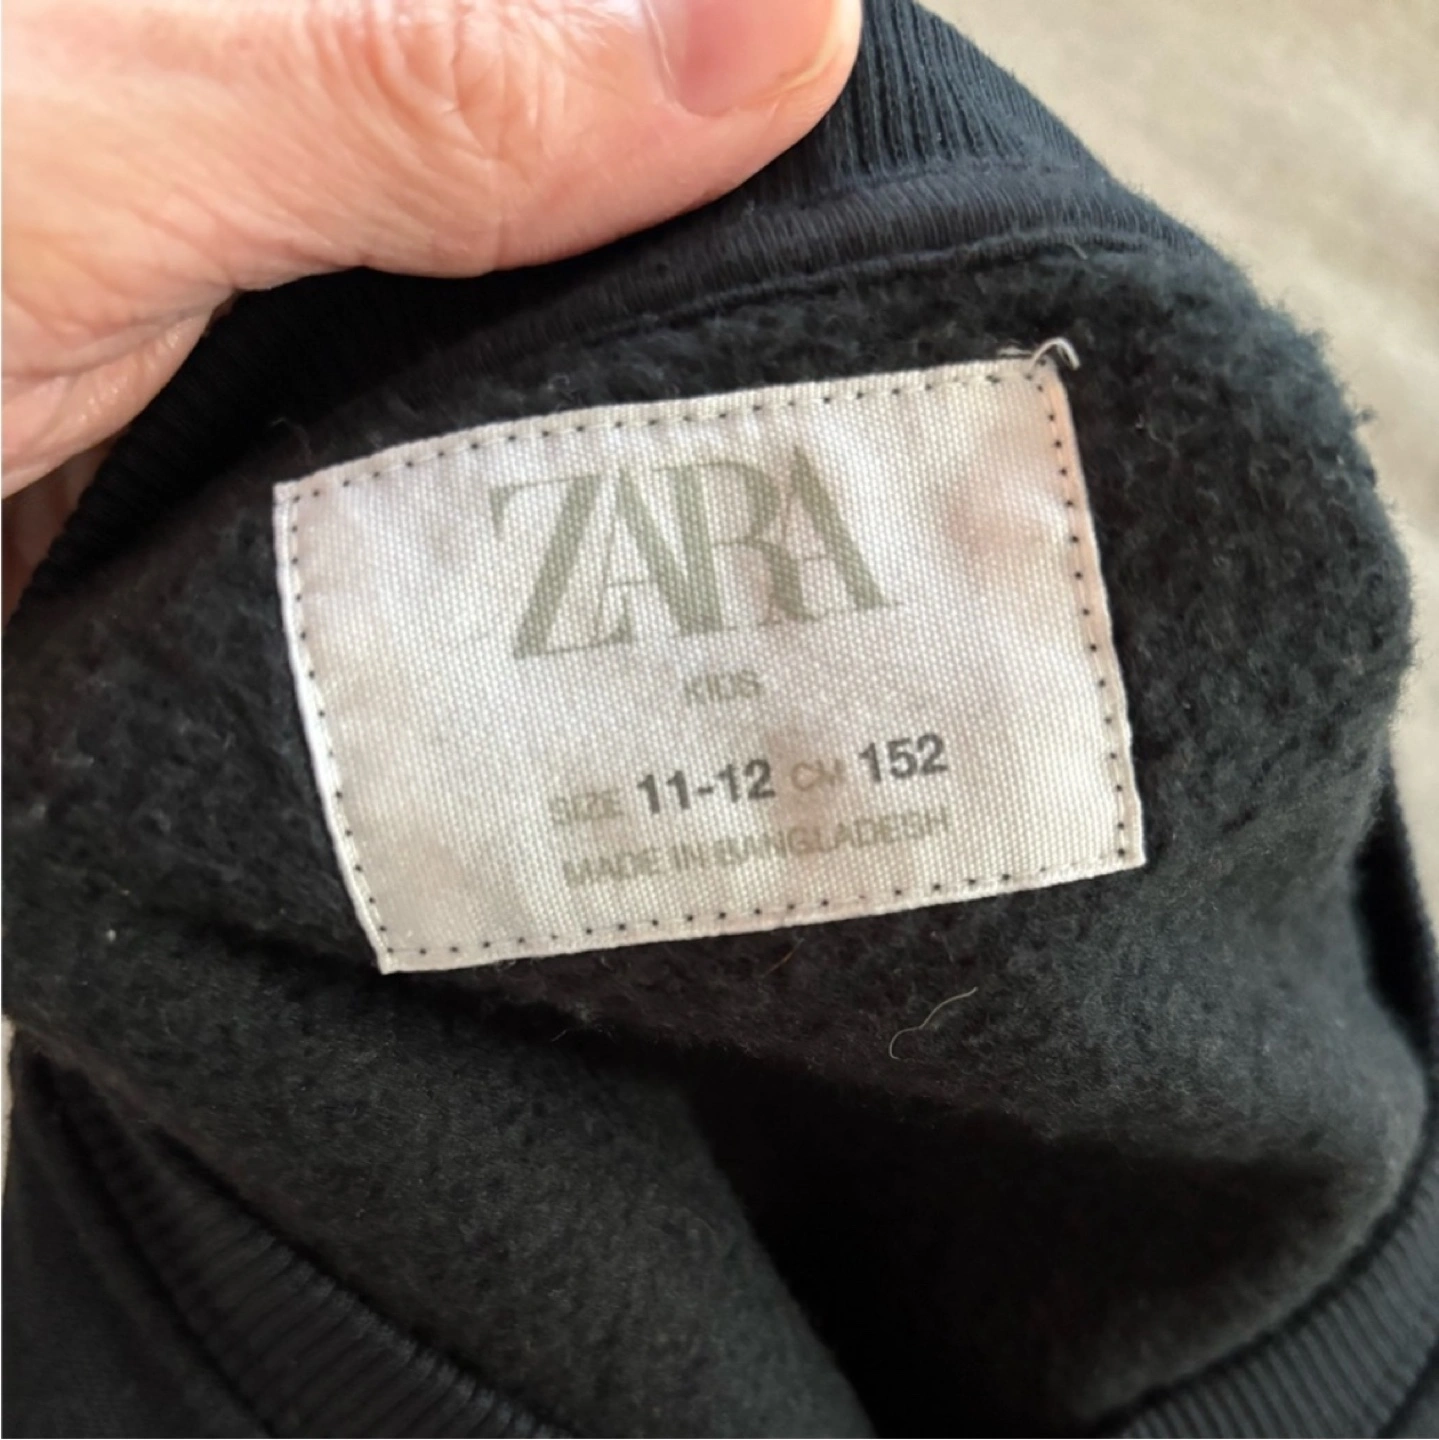 ZARA
KIDS
SIZE 11-12 CM 152
MADE IN BANGLADESH